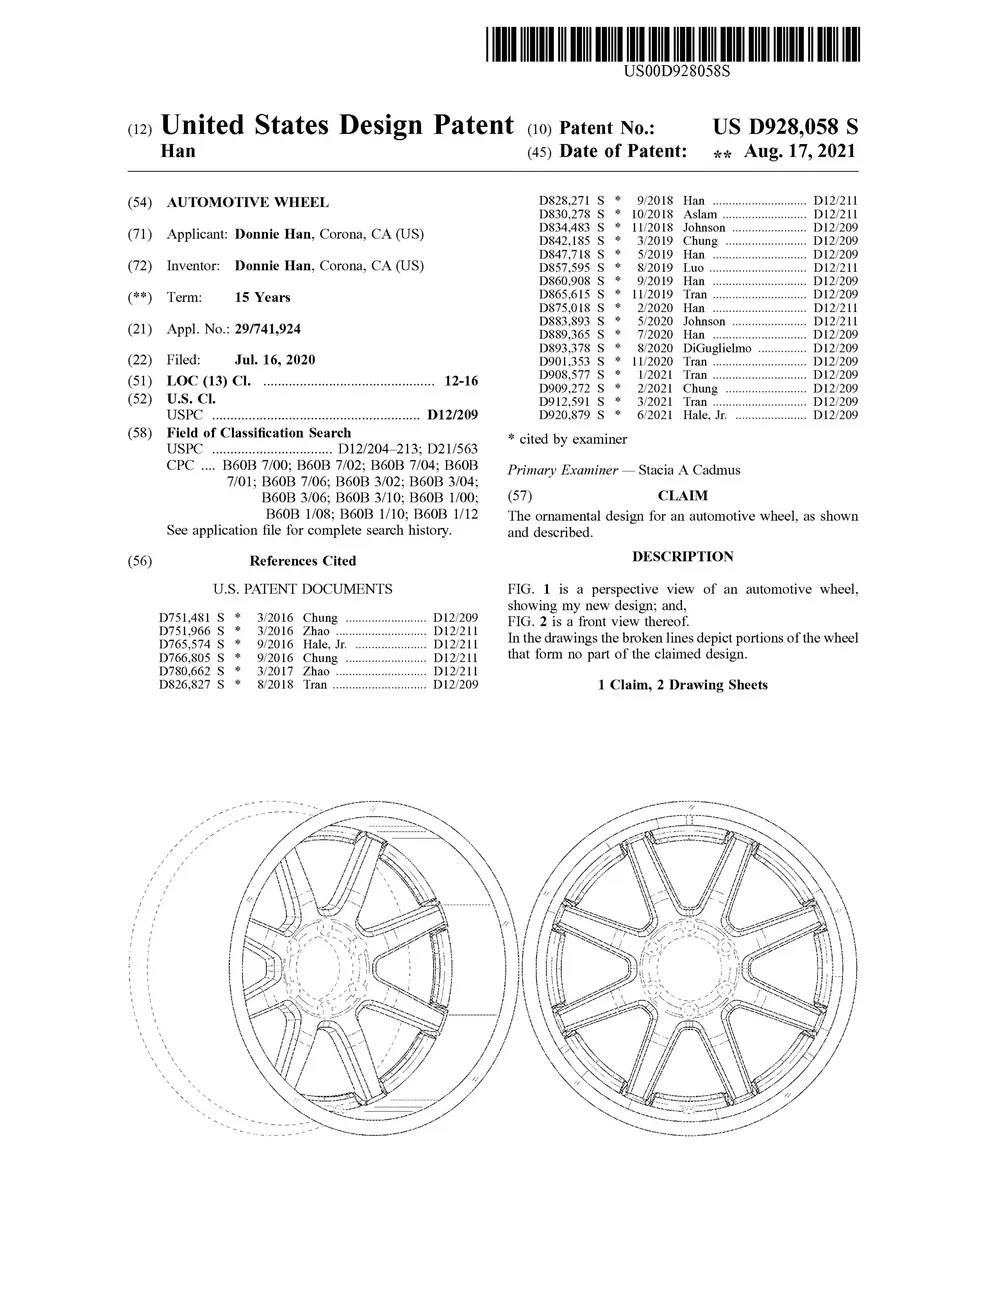 US00D928058S
(12) United States Design Patent
Han
(10) Patent No.: US D928,058 S
(45) Date of Patent: ** Aug. 17, 2021
(54) AUTOMOTIVE WHEEL
(71) Applicant: Donnie Han, Corona, CA (US)
(72) Inventor: Donnie Han, Corona, CA (US)
(**) Term: 15 Years
(21) Appl. No.: 29/741,924
(22) Filed: Jul. 16, 2020
(51) LOC (13) Cl. .............................................. 12-16
(52) U.S. Cl.
USPC ........................................................ D12/209
(58) Field of Classification Search
USPC ................................ D12/204–213; D21/563
CPC .... B60B 7/00; B60B 7/02; B60B 7/04; B60B
7/01; B60B 7/06; B60B 3/02; B60B 3/04;
B60B 3/06; B60B 3/10; B60B 1/00;
B60B 1/08; B60B 1/10; B60B 1/12
See application file for complete search history.
(56) References Cited
U.S. PATENT DOCUMENTS
D751,481 S * 3/2016 Chung ......................... D12/209
D751,966 S * 3/2016 Zhao ............................ D12/211
D765,574 S * 9/2016 Hale, Jr. ...................... D12/211
D766,805 S * 9/2016 Chung ......................... D12/211
D780,662 S * 3/2017 Zhao ............................ D12/211
D826,827 S * 8/2018 Tran ............................. D12/209
D828,271 S * 9/2018 Han ............................. D12/211
D830,278 S * 10/2018 Aslam .......................... D12/211
D834,483 S * 11/2018 Johnson ....................... D12/209
D842,185 S * 3/2019 Chung ......................... D12/209
D847,718 S * 5/2019 Han ............................. D12/209
D857,595 S * 8/2019 Luo .............................. D12/211
D860,908 S * 9/2019 Han ............................. D12/209
D865,615 S * 11/2019 Tran ............................. D12/209
D875,018 S * 2/2020 Han ............................. D12/211
D883,893 S * 5/2020 Johnson ....................... D12/211
D889,365 S * 7/2020 Han ............................. D12/209
D893,378 S * 8/2020 DiGuglielmo ............... D12/209
D901,353 S * 11/2020 Tran ............................. D12/209
D908,577 S * 1/2021 Tran ............................. D12/209
D909,272 S * 2/2021 Chung ......................... D12/209
D912,591 S * 3/2021 Tran ............................. D12/209
D920,879 S * 6/2021 Hale, Jr. ...................... D12/209
* cited by examiner
Primary Examiner — Stacia A Cadmus
(57) CLAIM
The ornamental design for an automotive wheel, as shown
and described.
DESCRIPTION
FIG. 1 is a perspective view of an automotive wheel,
showing my new design; and,
FIG. 2 is a front view thereof.
In the drawings the broken lines depict portions of the wheel
that form no part of the claimed design.
1 Claim, 2 Drawing Sheets